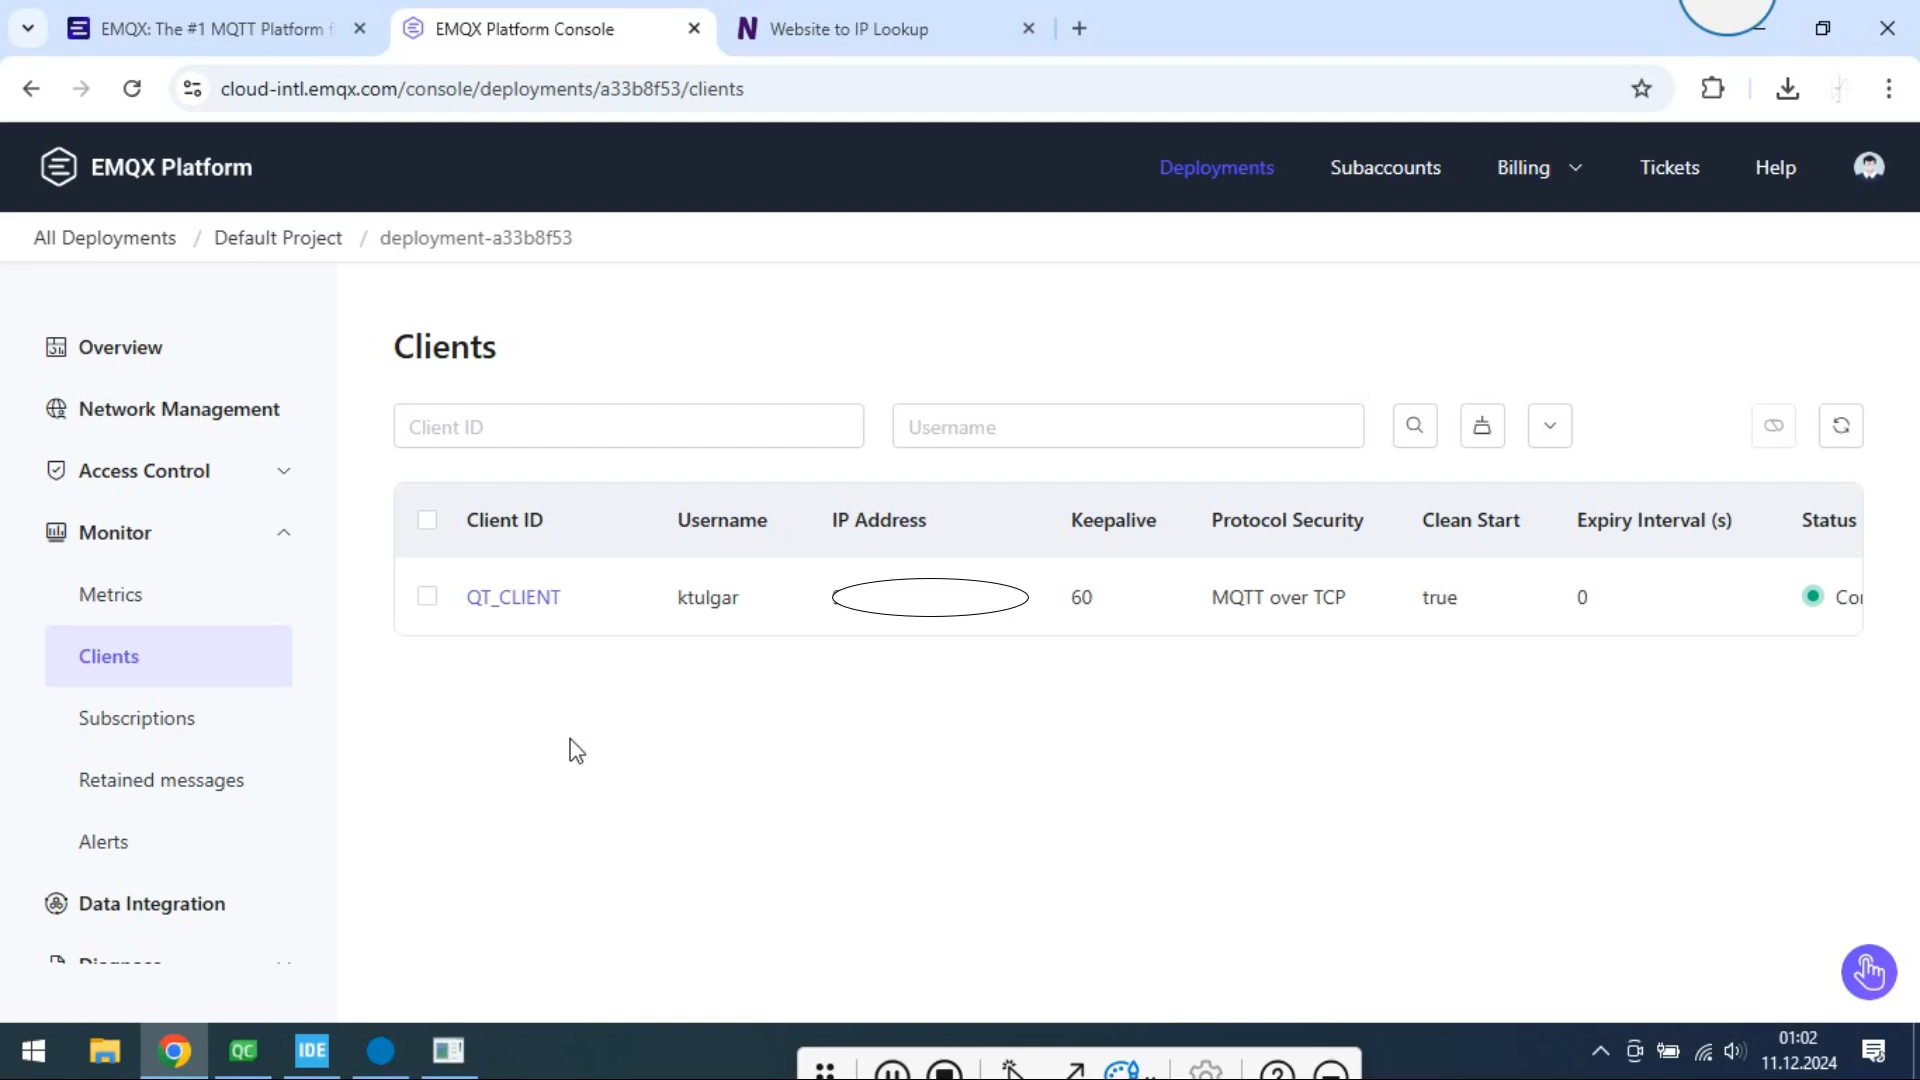 EMQX: The #1 MQTT Platform f
EMQX Platform Console
Website to IP Lookup
cloud-intl.emqx.com/console/deployments/a33b8f53/clients
EMQX Platform
Deployments
Subaccounts
Billing
Tickets
Help
All Deployments / Default Project / deployment-a33b8f53
Overview
Network Management
Access Control
Monitor
Metrics
Clients
Subscriptions
Retained messages
Alerts
Data Integration
Diagnose
Clients
Client ID
Username
Client ID Username IP Address Keepalive Protocol Security Clean Start Expiry Interval (s) Status
QT_CLIENT ktulgar 60 MQTT over TCP true 0 Con
QC
IDE
01:02
11.12.2024